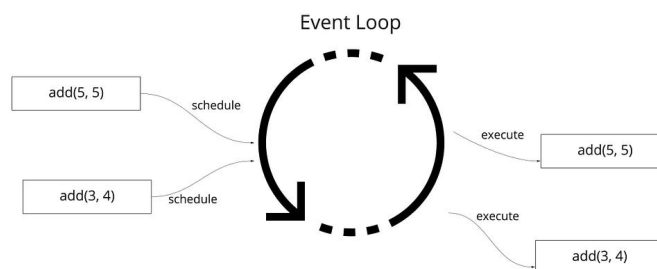 Event Loop
add(5, 5)
schedule
add(3, 4)
schedule
execute
add(5, 5)
execute
add(3, 4)